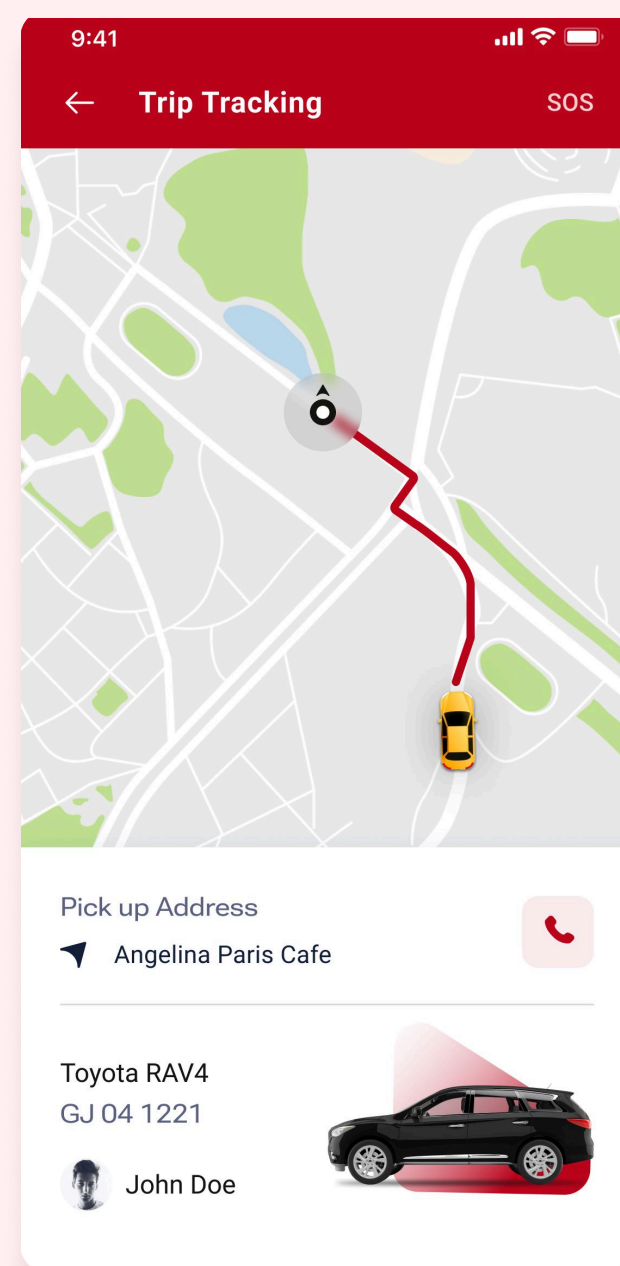 9:41
Trip Tracking
SOS
Pick up Address
Angelina Paris Cafe
Toyota RAV4
GJ 04 1221
John Doe